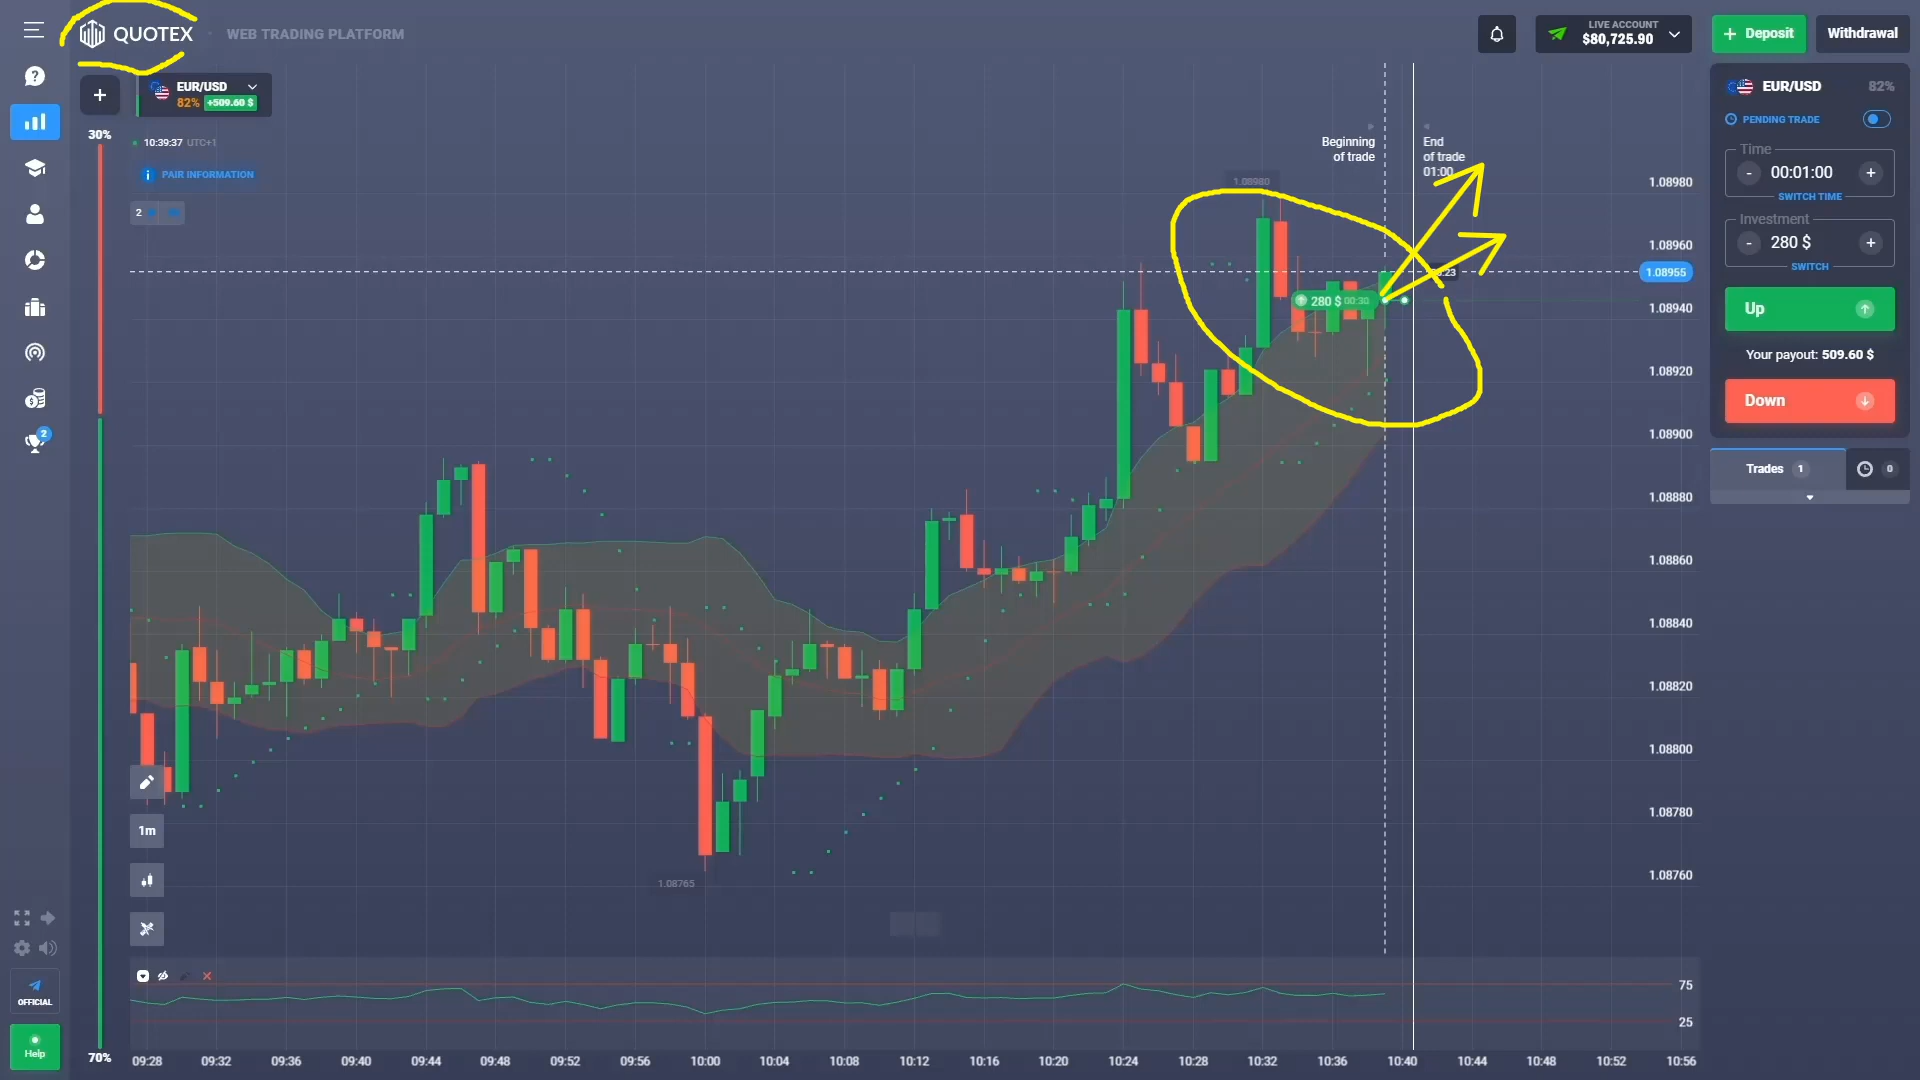 QUOTEX
WEB TRADING PLATFORM
LIVE ACCOUNT
$80,725.90
+ Deposit
Withdrawal
EUR/USD
82% +509.60 $
30%
10:39:37 UTC+1
PAIR INFORMATION
2
Beginning
of trade
End
of trade
01:00
1.08980
280 $ 00:30
1.08765
1.08980
1.08960
1.08955
1.08940
1.08920
1.08900
1.08880
1.08860
1.08840
1.08820
1.08800
1.08780
1.08760
EUR/USD 82%
PENDING TRADE
Time
- 00:01:00 +
SWITCH TIME
Investment
- 280 $ +
SWITCH
Up
Your payout: 509.60 $
Down
Trades 1
0
2
1m
OFFICIAL
Help
70%
75
25
09:28 09:32 09:36 09:40 09:44 09:48 09:52 09:56 10:00 10:04 10:08 10:12 10:16 10:20 10:24 10:28 10:32 10:36 10:40 10:44 10:48 10:52 10:56